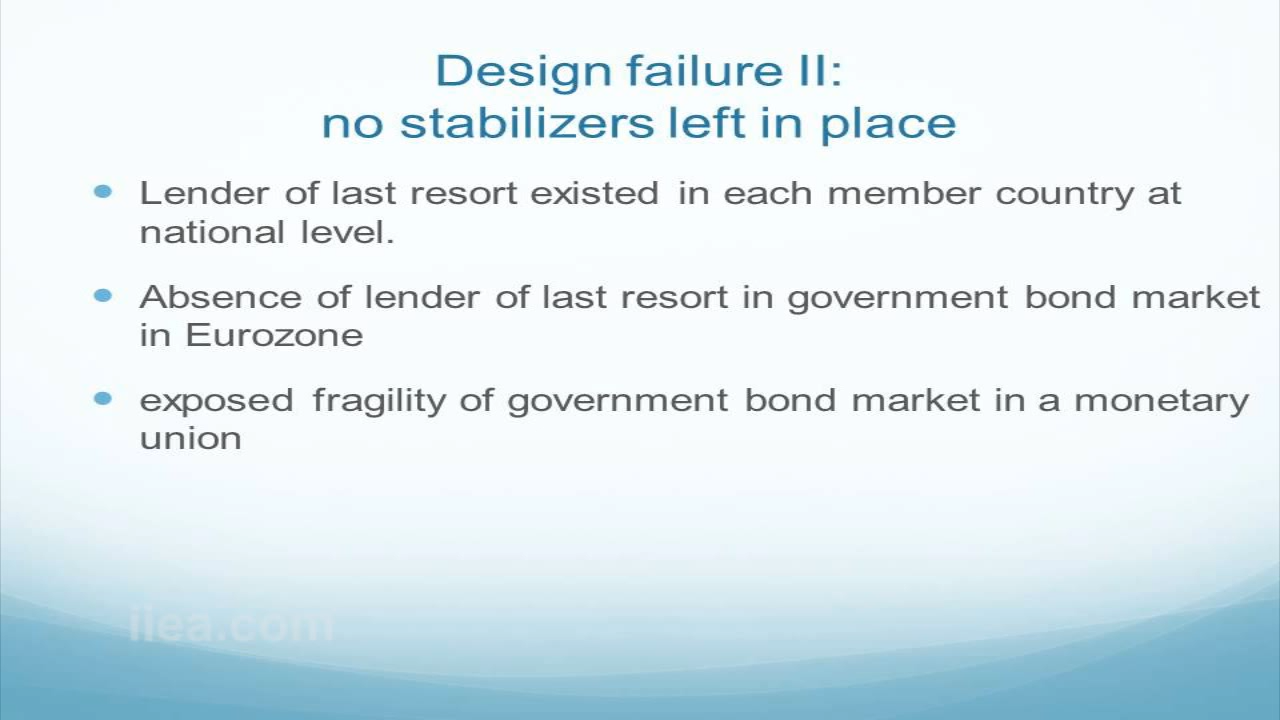 Design failure II:
no stabilizers left in place
Lender of last resort existed in each member country at
national level.
Absence of lender of last resort in government bond market
in Eurozone
exposed fragility of government bond market in a monetary
union
iiea.com